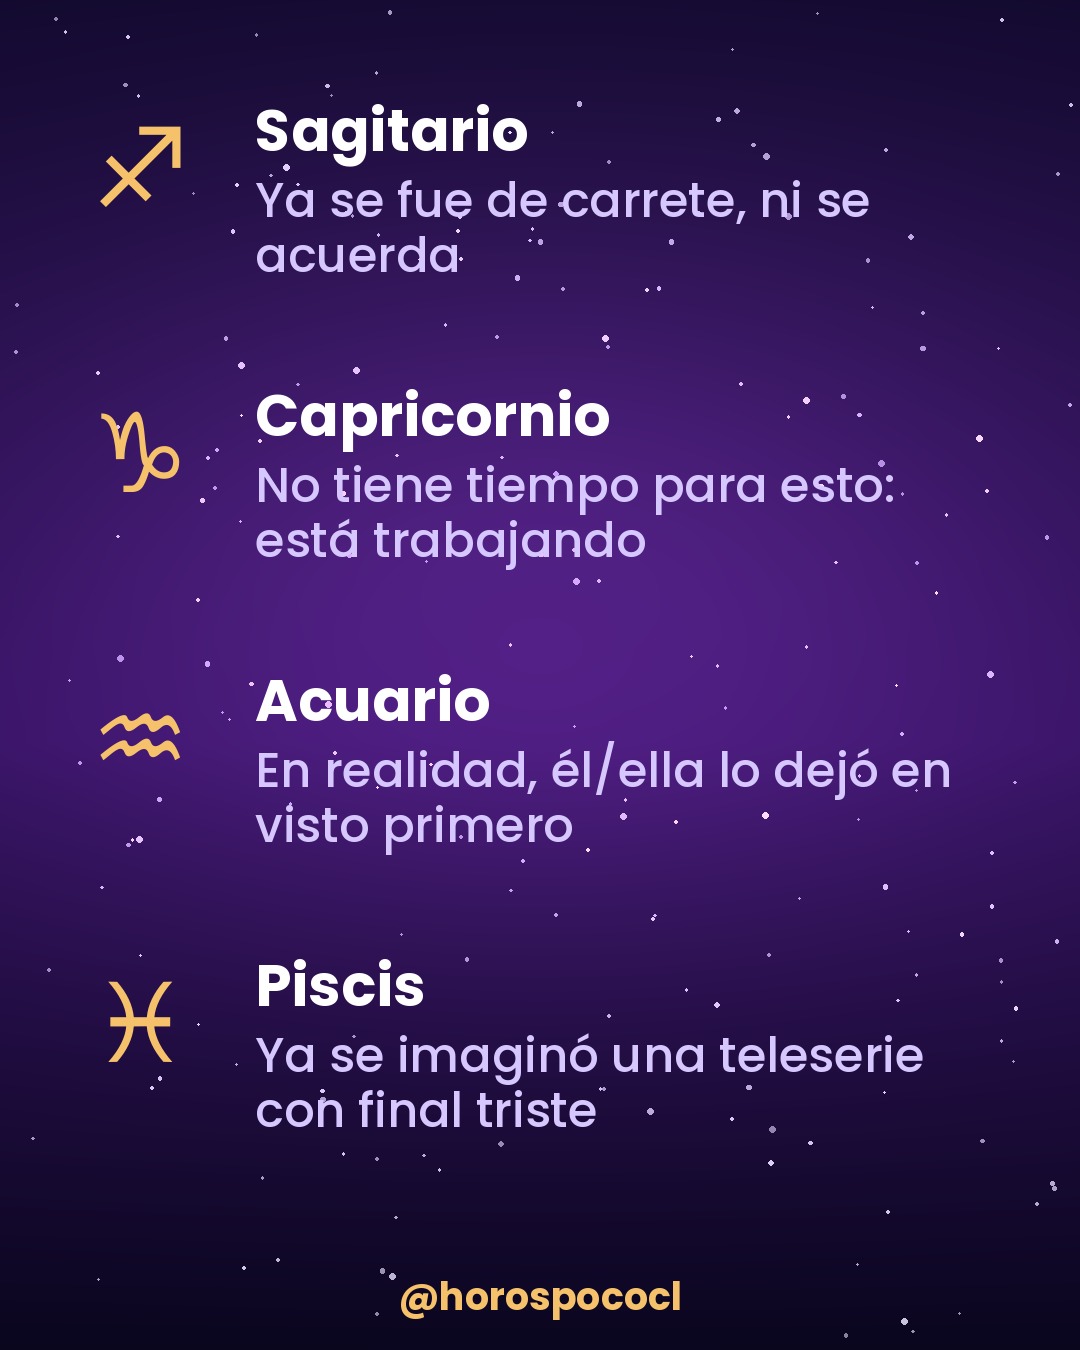 Sagitario
Ya se fue de carrete, ni se
acuerda
Capricornio
No tiene tiempo para esto:
está trabajando
Acuario
En realidad, él/ella lo dejó en
visto primero
Piscis
Ya se imaginó una teleserie
con final triste
@horospococl